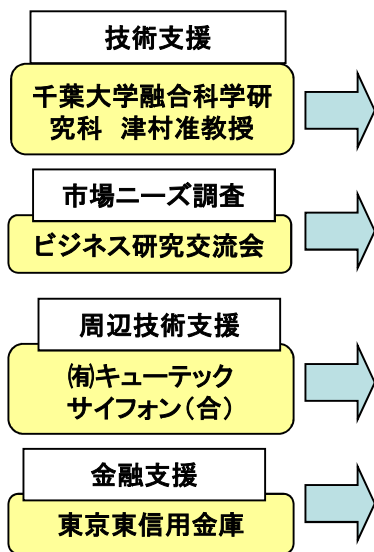 技術支援
千葉大学融合科学研
究科 津村准教授
市場ニーズ調査
ビジネス研究交流会
周辺技術支援
㈲キューテック
サイフォン（合）
金融支援
東京東信用金庫